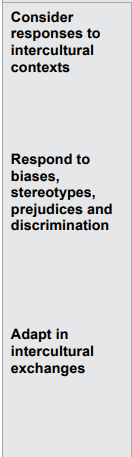 Consider
responses to
intercultural
contexts
Respond to
biases,
stereotypes,
prejudices and
discrimination
Adapt in
intercultural
exchanges